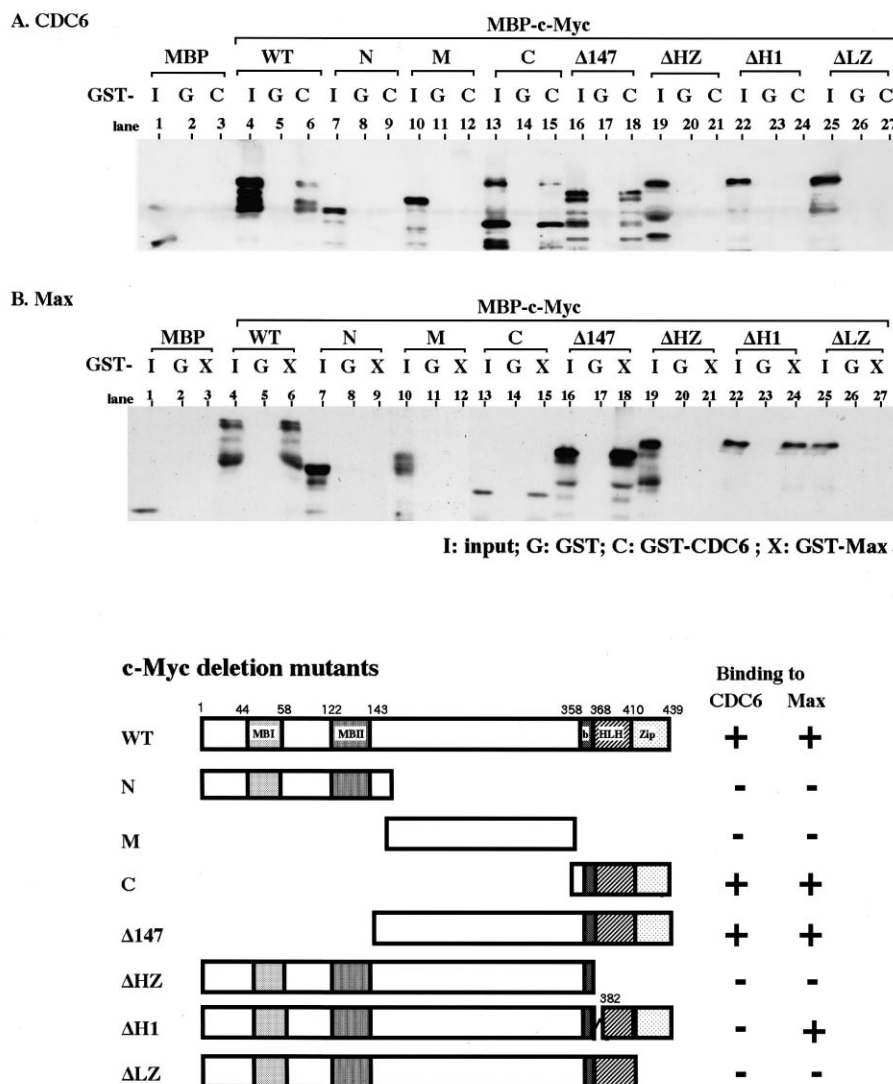 A. CDC6
MBP-c-Myc
MBP WT N M C Δ147 ΔHZ ΔH1 ΔLZ
GST- I G C I G C I G C I G C I G C I G C I G C I G C I G C
lane 1 2 3 4 5 6 7 8 9 10 11 12 13 14 15 16 17 18 19 20 21 22 23 24 25 26 27
B. Max
MBP-c-Myc
MBP WT N M C Δ147 ΔHZ ΔH1 ΔLZ
GST- I G X I G X I G X I G X I G X I G X I G X I G X I G X
lane 1 2 3 4 5 6 7 8 9 10 11 12 13 14 15 16 17 18 19 20 21 22 23 24 25 26 27
I: input; G: GST; C: GST-CDC6 ; X: GST-Max
c-Myc deletion mutants
Binding to
CDC6 Max
1 44 58 122 143 358 368 410 439
WT MBI MBII b HLH Zip + +
N - -
M - -
C + +
Δ147 + +
ΔHZ - -
382
ΔH1 - +
ΔLZ - -